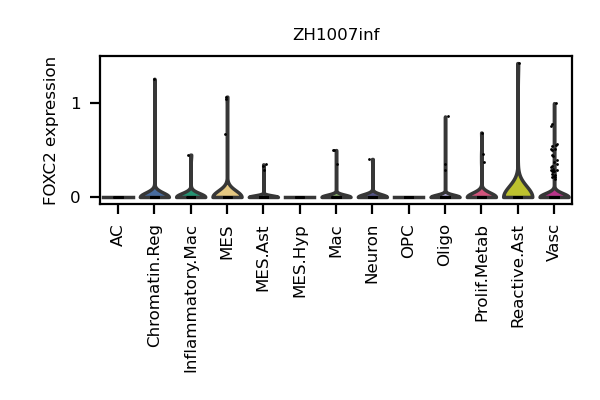 ZH1007inf
FOXC2 expression
1
0
AC
Chromatin.Reg
Inflammatory.Mac
MES
MES.Ast
MES.Hyp
Mac
Neuron
OPC
Oligo
Prolif.Metab
Reactive.Ast
Vasc